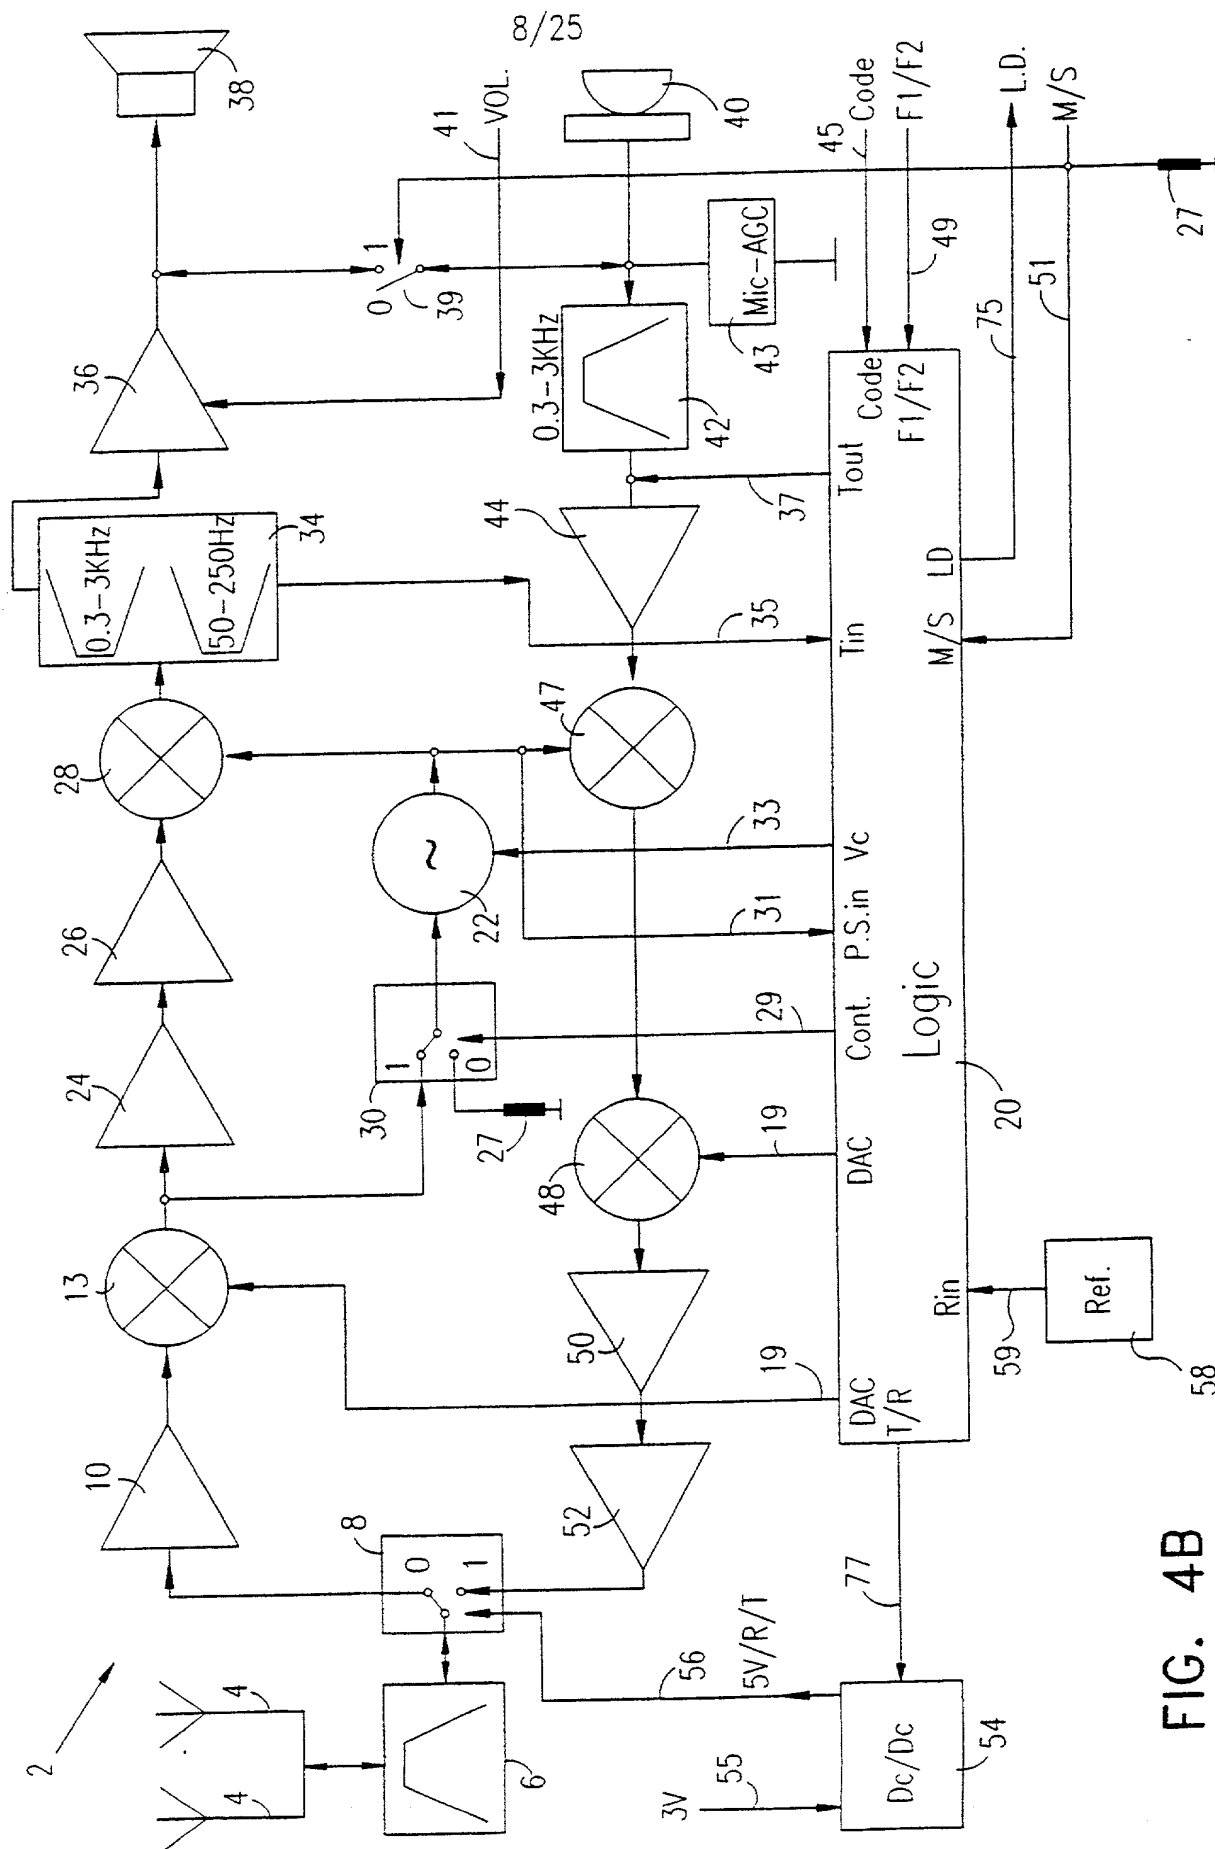 8/25
2
4
4
6
8
0
1
10
13
24
26
28
0.3-3KHz
50-250Hz
34
36
38
5V/R/T
56
52
50
48
30
1
0
27
~
22
47
44
0.3-3KHz
42
0
1
39
41
VOL.
40
Mic-AGC
43
3V
55
Dc/Dc
54
77
19
19
29
31
33
35
37
DAC
T/R
DAC
Cont.
P.S.in
Vc
Tin
Tout
Code
F1/F2
45
Code
49
F1/F2
Logic
20
Rin
M/S
LD
59
Ref.
58
75
L.D.
51
M/S
27
FIG. 4B